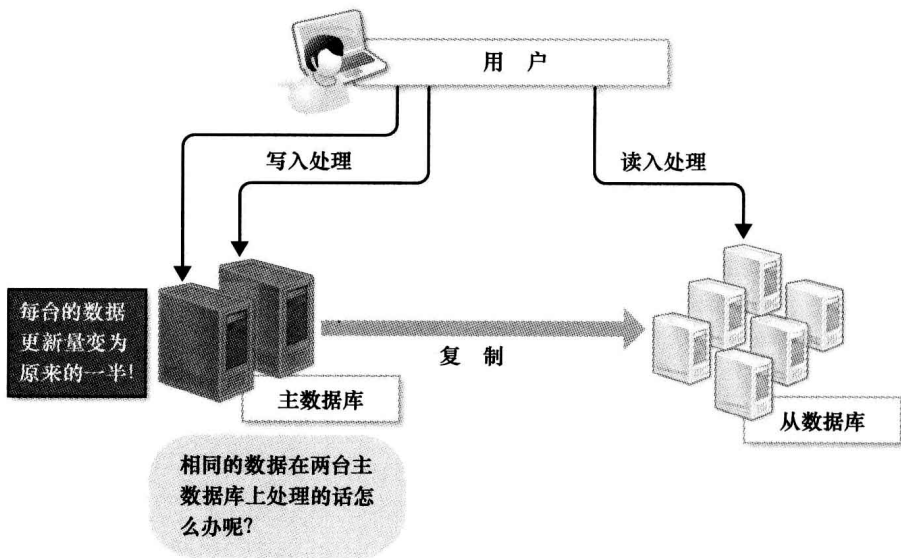 用 户
写入处理
读入处理
每台的数据
更新量变为
原来的一半!
复 制
主数据库
从数据库
相同的数据在两台主
数据库上处理的话怎
么办呢?